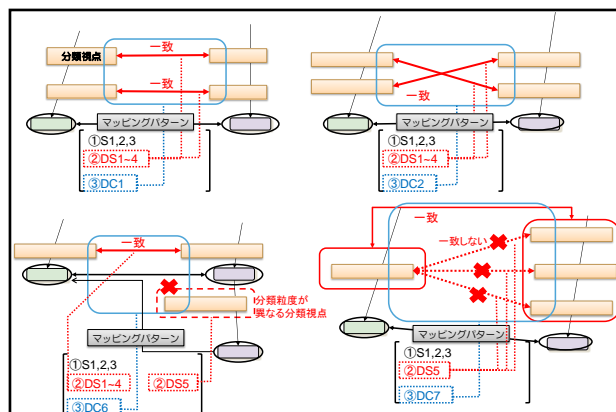 分類視点
一致
一致
マッピングパターン
①S1,2,3
②DS1~4
③DC1
一致
マッピングパターン
①S1,2,3
②DS1~4
③DC2
一致
分類粒度が
異なる分類視点
マッピングパターン
①S1,2,3
②DS1~4
②DS5
③DC6
一致
一致しない
マッピングパターン
①S1,2,3
②DS5
③DC7